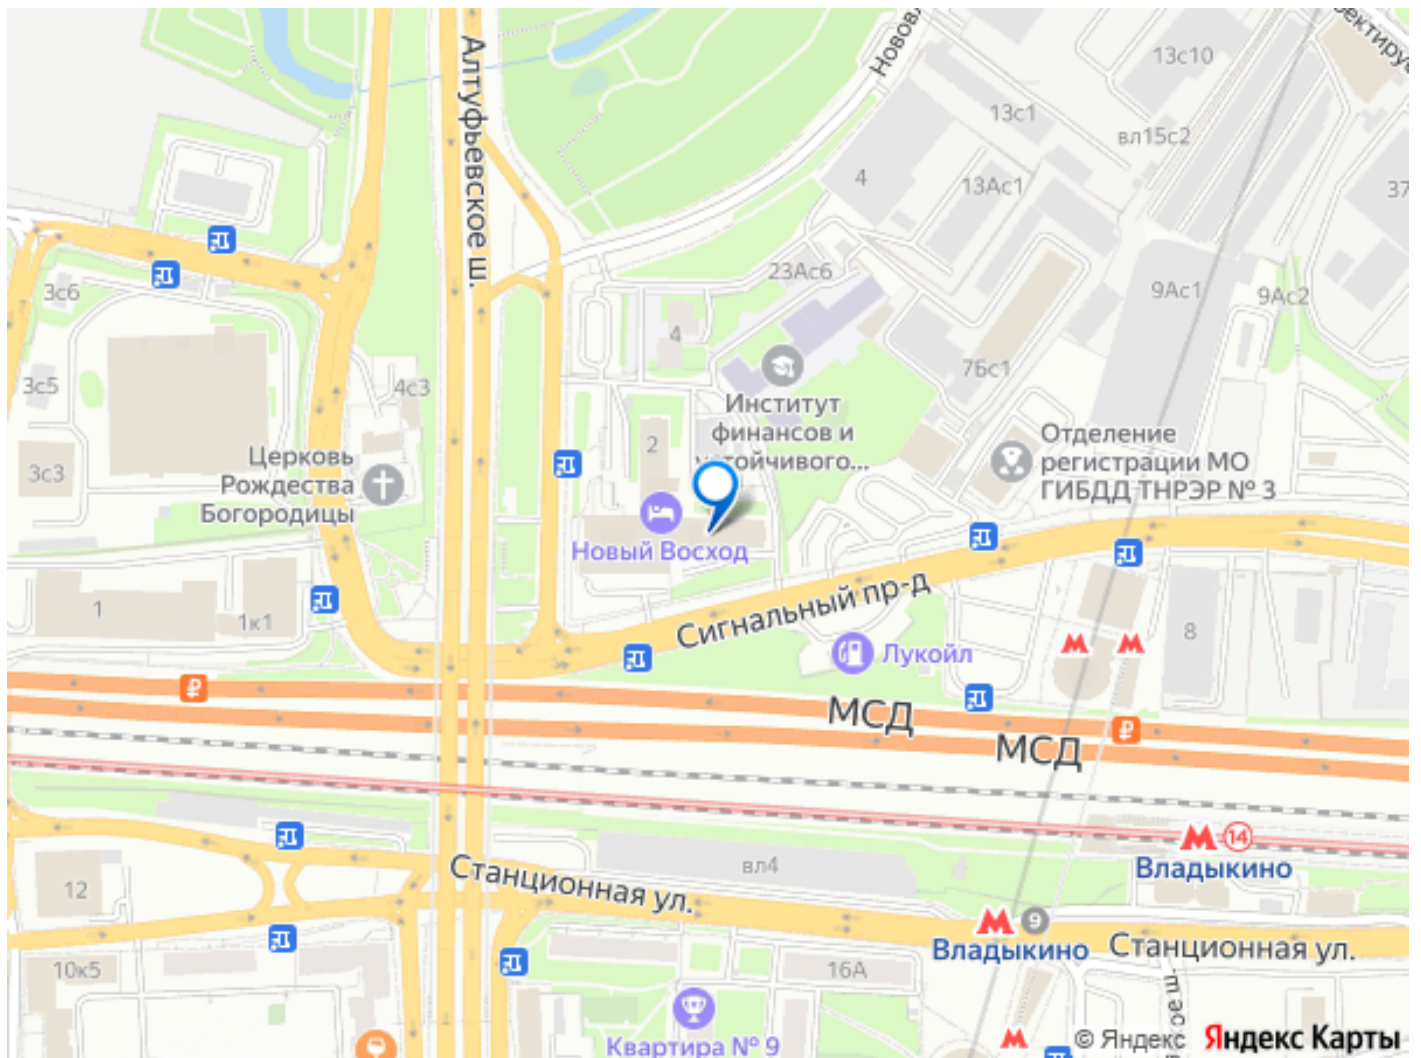 Алтуфьевское ш.
Новов
ектируе
13с10
13с1
вл15с2
4
13Ас1
37
23Ас6
9Ас1
9Ас2
3с6
4
7Бс1
3с5
4с3
Институт
финансов и
устойчивого...
Отделение
регистрации МО
ГИБДД ТНРЭР № 3
2
3с3
Церковь
Рождества
Богородицы
Новый Восход
Сигнальный пр-д
1
1к1
8
Лукойл
МСД
МСД
14
Владыкино
вл4
Станционная ул.
12
9
Владыкино
Станционная ул.
10к5
16А
ое ш.
Квартира № 9
© Яндекс Яндекс Карты